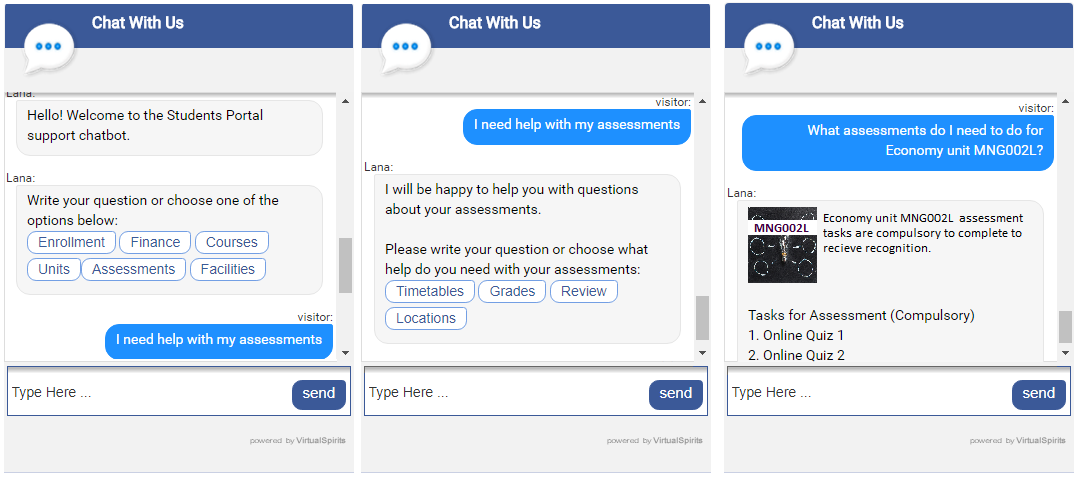 Chat With Us
Lana:
Hello! Welcome to the Students Portal
support chatbot.
Lana:
Write your question or choose one of the
options below:
Enrollment Finance Courses
Units Assessments Facilities
visitor:
I need help with my assessments
Type Here ... send
powered by VirtualSpirits
Chat With Us
visitor:
I need help with my assessments
Lana:
I will be happy to help you with questions
about your assessments.
Please write your question or choose what
help do you need with your assessments:
Timetables Grades Review
Locations
Type Here ... send
powered by VirtualSpirits
Chat With Us
visitor:
What assessments do I need to do for
Economy unit MNG002L?
Lana:
MNG002L
Economy unit MNG002L assessment
tasks are compulsory to complete to
recieve recognition.
Tasks for Assessment (Compulsory)
1. Online Quiz 1
2. Online Quiz 2
Type Here ... send
powered by VirtualSpirits